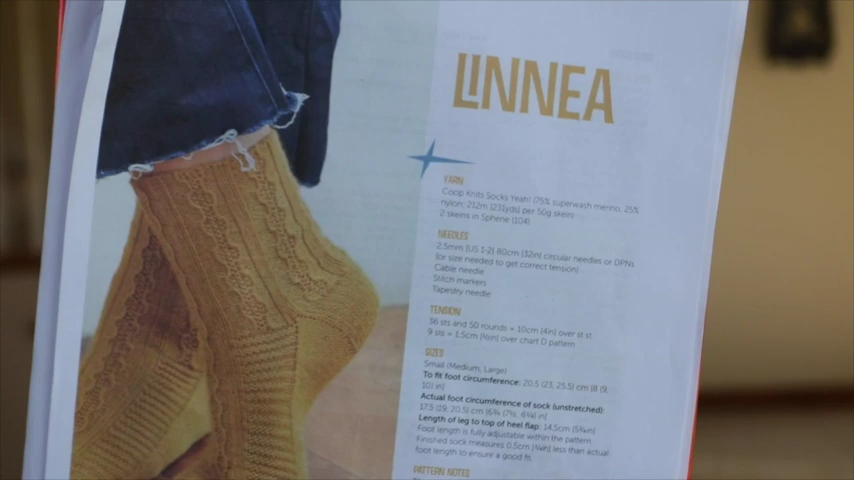 LINNEA
YARN
Coop Knits Socks Yeah! (75% superwash merino, 25%
nylon; 212m [231yds] per 50g skein)
2 skeins in Sphene (104)
NEEDLES
2.5mm [US 1-2] 80cm [32in] circular needles or DPNs
(or size needed to get correct tension)
Cable needle
Stitch markers
Tapestry needle
TENSION
36 sts and 50 rounds = 10cm [4in] over st st
9 sts = 1.5cm [½in] over chart D pattern
SIZES
Small (Medium, Large)
To fit foot circumference: 20.5 (23, 25.5) cm [8 (9,
10) in]
Actual foot circumference of sock (unstretched):
17.5 (19, 20.5) cm [6¾ (7½, 8¼) in]
Length of leg to top of heel flap: 14.5cm [5¾in]
Foot length is fully adjustable within the pattern
Finished sock measures 0.5cm [¼in] less than actual
foot length to ensure a good fit.
PATTERN NOTES